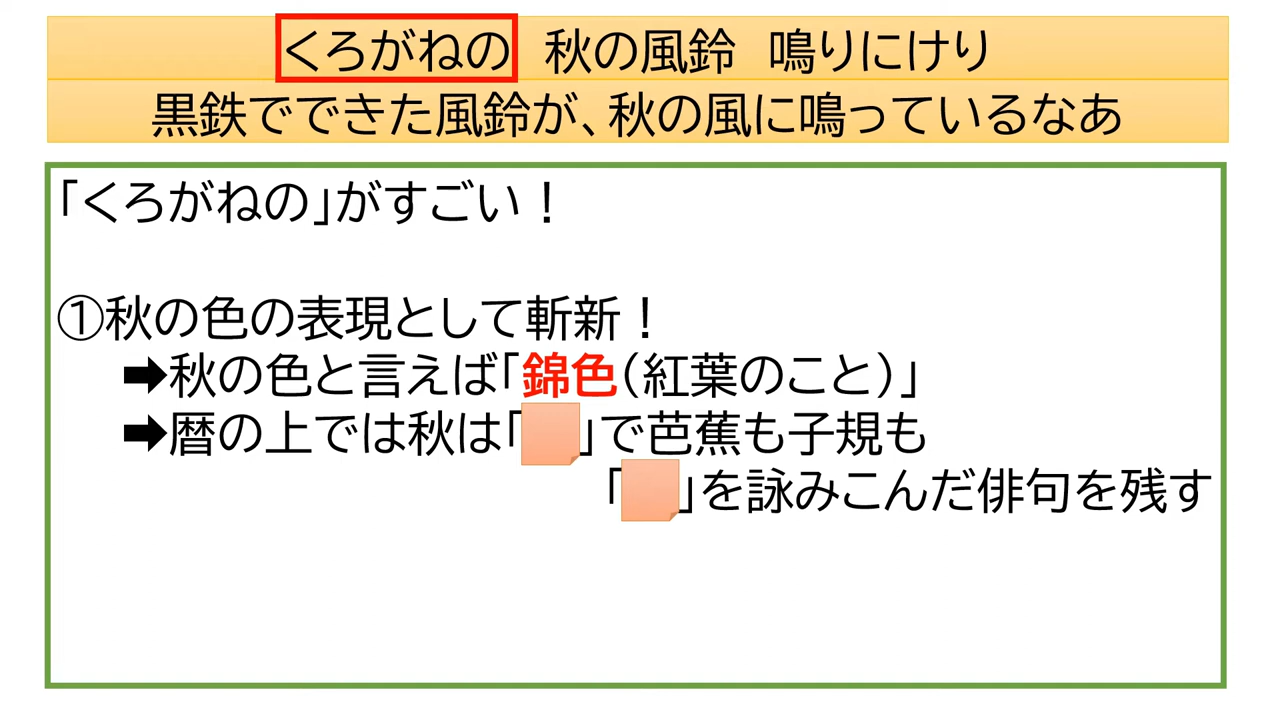 くろがねの　秋の風鈴　鳴りにけり
黒鉄でできた風鈴が、秋の風に鳴っているなあ
「くろがねの」がすごい！
①秋の色の表現として斬新！
➡秋の色と言えば「錦色（紅葉のこと）」
➡暦の上では秋は「」で芭蕉も子規も
「」を詠みこんだ俳句を残す